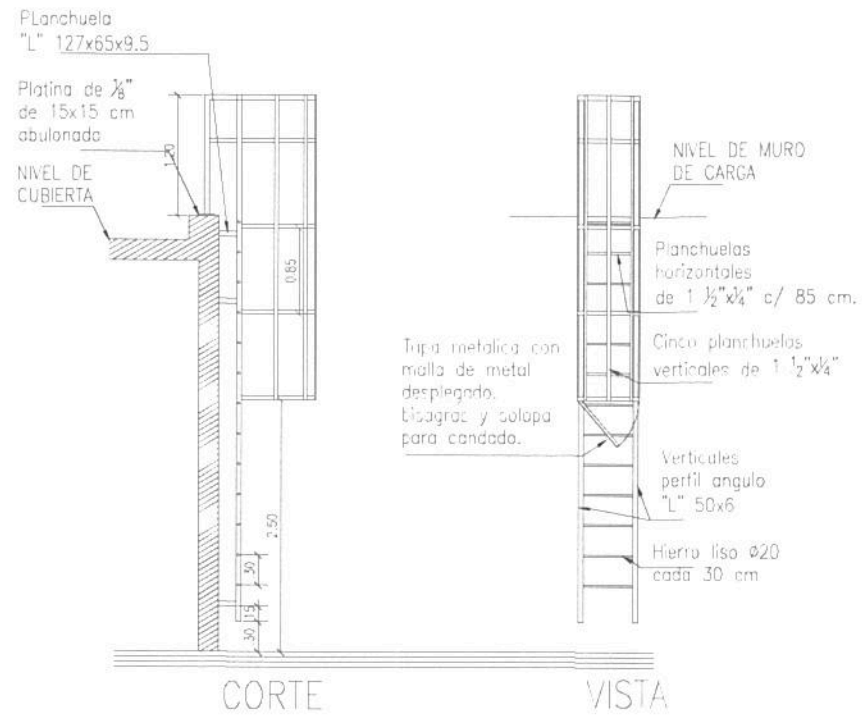 PLanchuela
"L" 127x65x9.5
Platina de ⅛"
de 15x15 cm
abulonada
NIVEL DE
CUBIERTA
1.20
0.85
2.50
30
15
30
CORTE
NIVEL DE MURO
DE CARGA
Planchuelas
horizontales
de 1 ½"x¼" c/ 85 cm.
Cinco planchuelas
verticales de 1 ½"x¼"
Tapa metalica con
malla de metal
desplegado.
bisagras y solapa
para candado.
Verticales
perfil angulo
"L" 50x6
Hierro liso ø20
cada 30 cm
VISTA